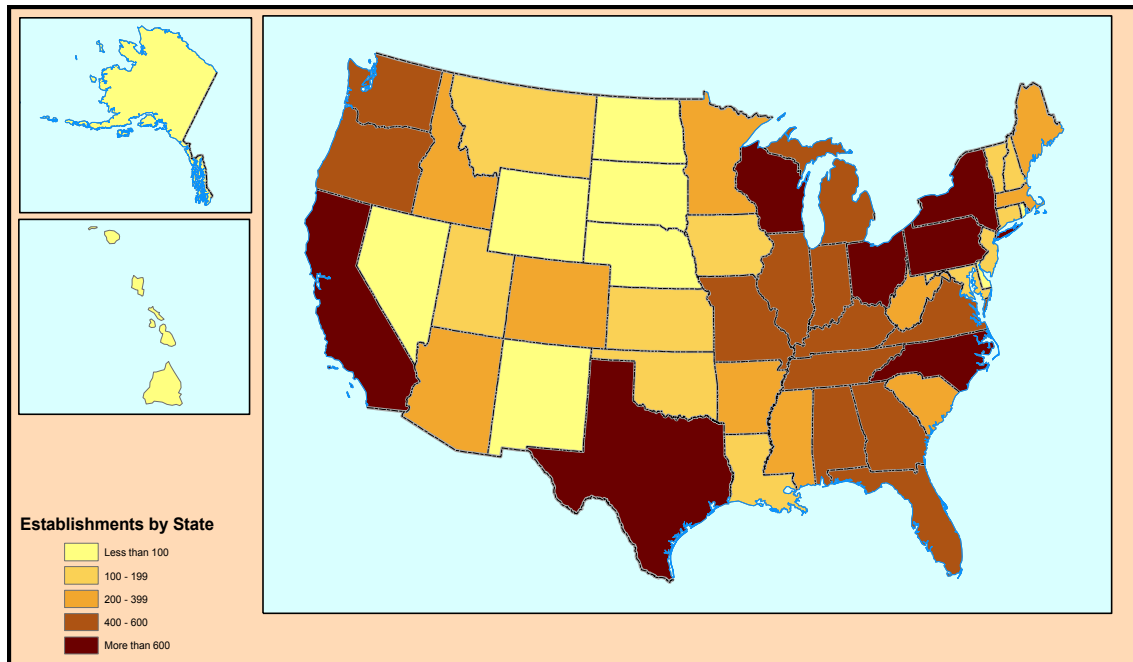 Establishments by State
Less than 100
100 - 199
200 - 399
400 - 600
More than 600